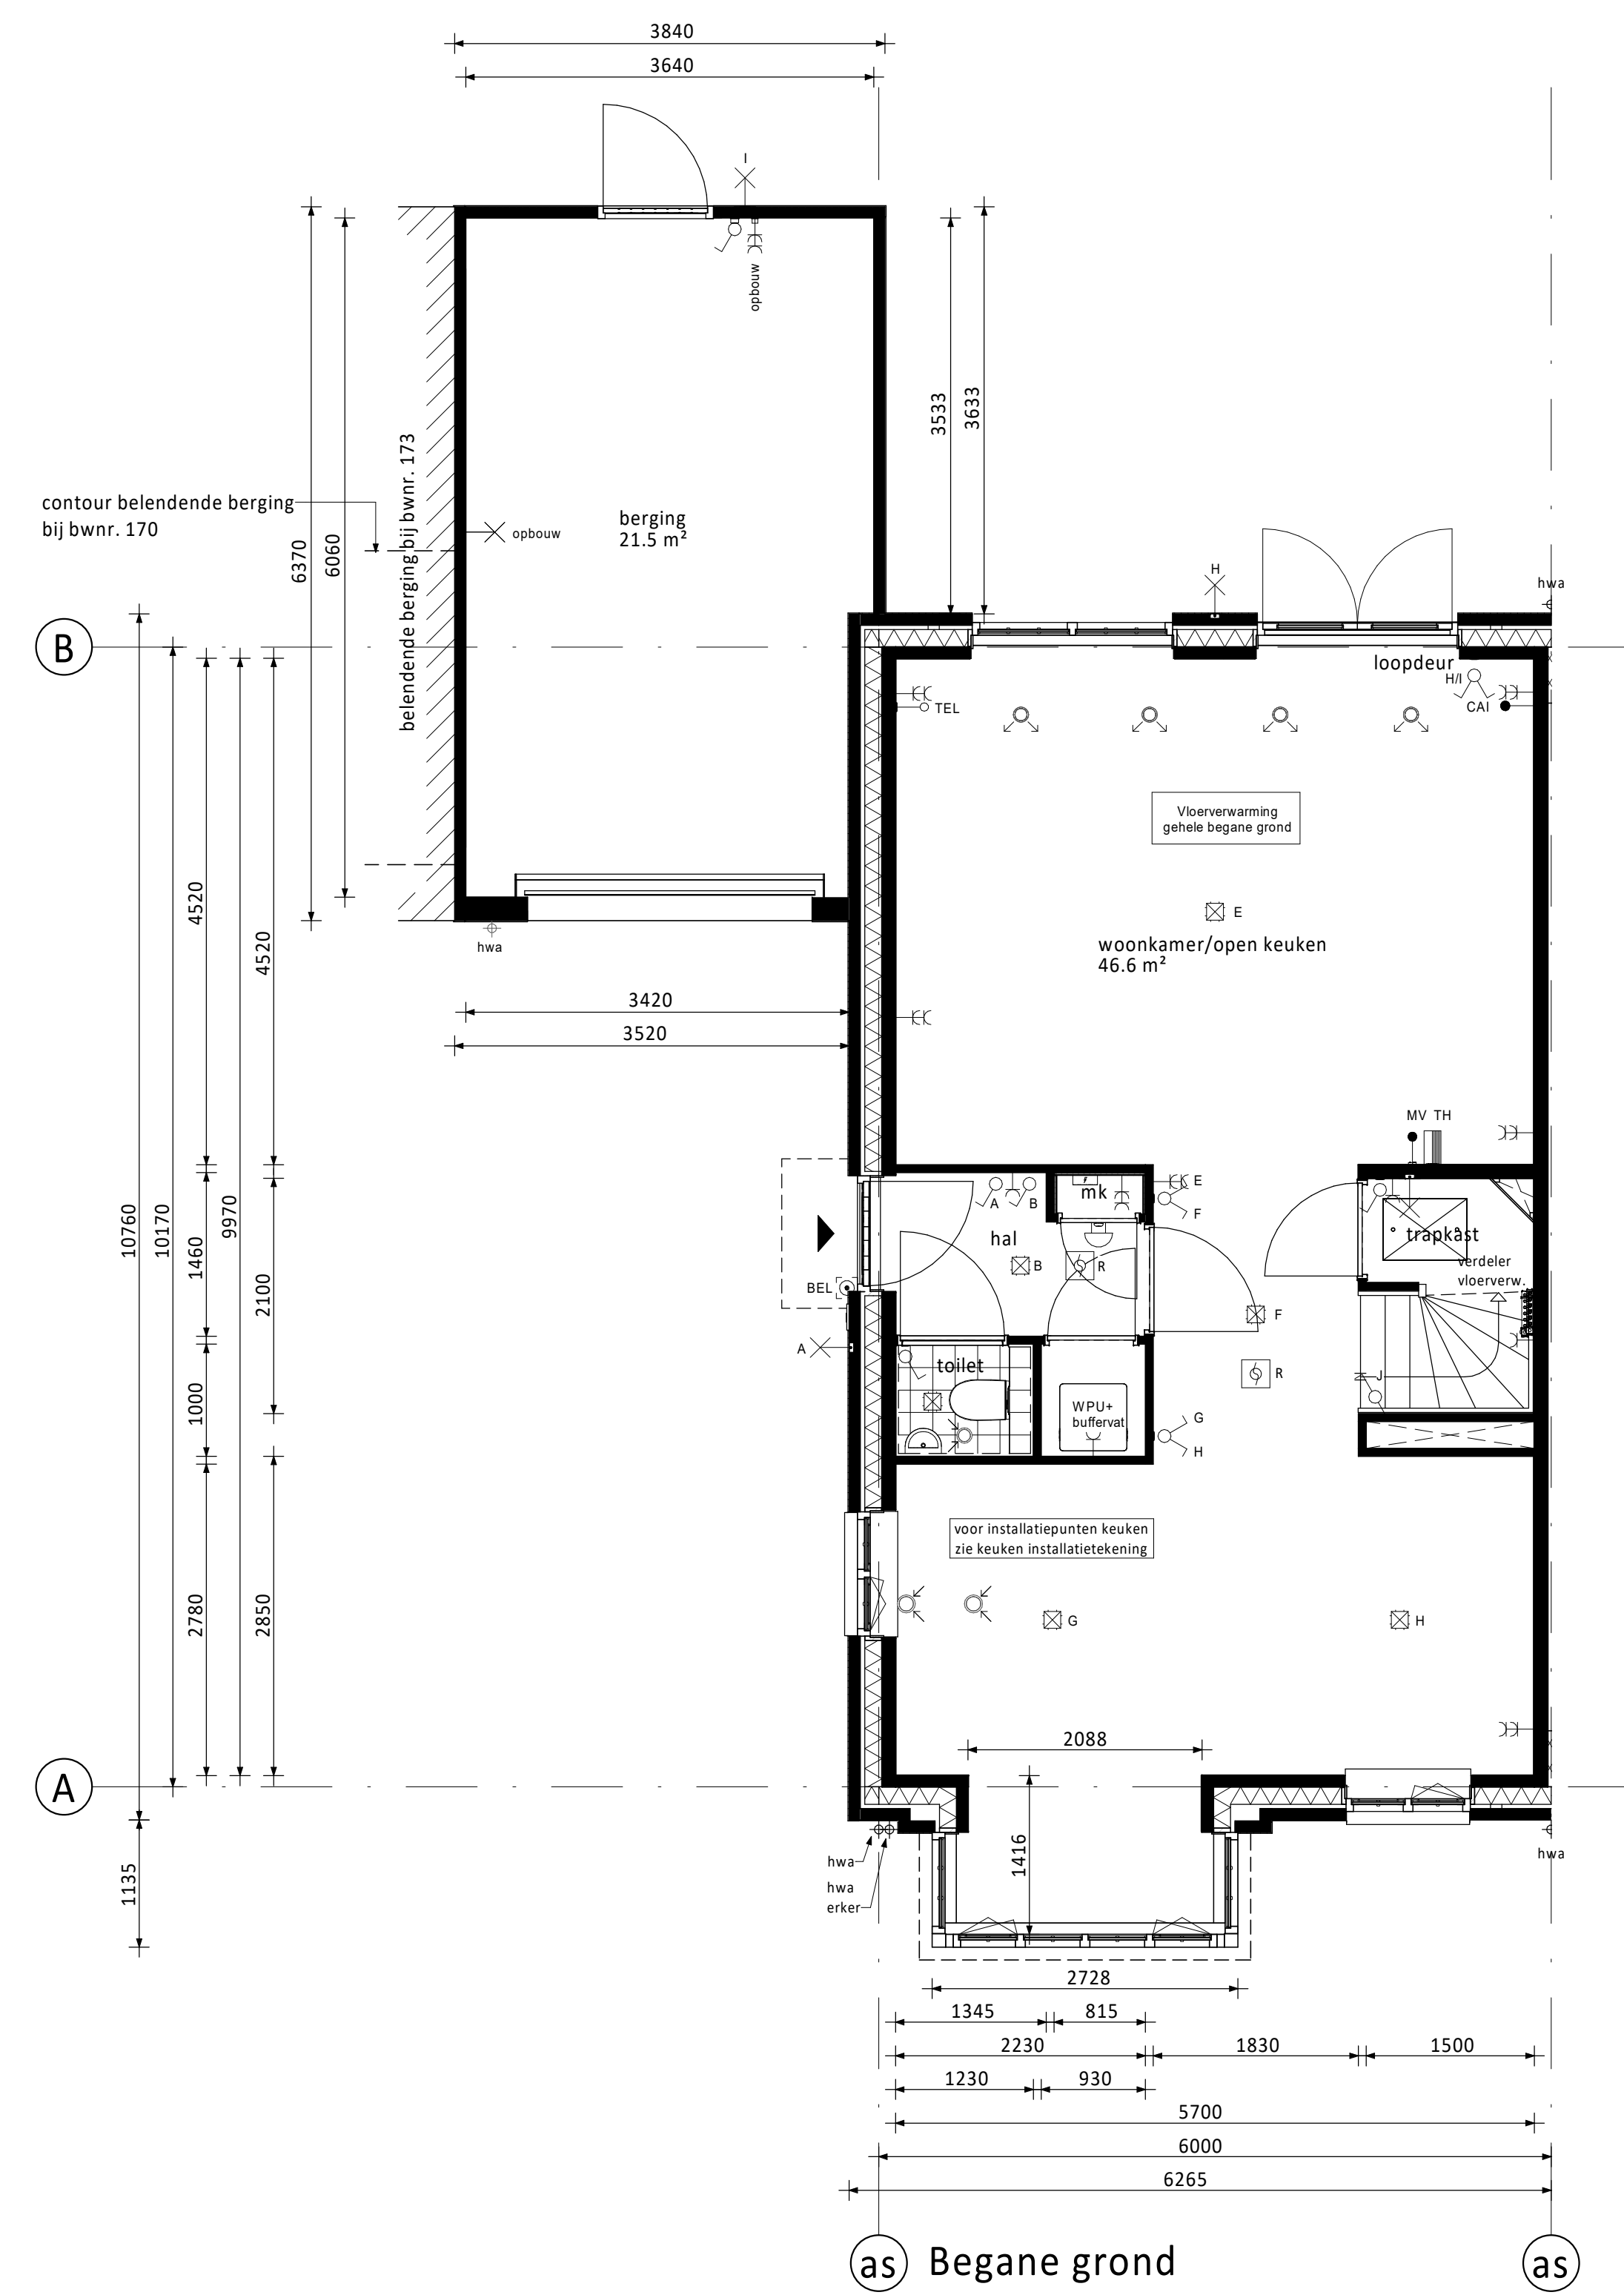 3840
3640
I
opbouw
3533
3633
belendende berging bij bwnr. 173
contour belendende berging
bij bwnr. 170
6370
6060
berging
21.5 m²
opbouw
H
hwa
B
loopdeur
H/I
CAI
TEL
Vloerverwarming
gehele begane grond
4520
4520
E
woonkamer/open keuken
46.6 m²
hwa
3420
3520
MV TH
10760
10170
9970
1460
2100
mk
E
A
B
F
hal
trapkast
B
R
verdeler
vloerverw.
BEL
F
A
toilet
R
J
1000
WPU+
buffervat
G
H
voor installatiepunten keuken
zie keuken installatietekening
2780
2850
G
H
2088
A
1416
1135
hwa
hwa
erker
hwa
2728
1345
815
2230
1830
1500
1230
930
5700
6000
6265
as
Begane grond
as